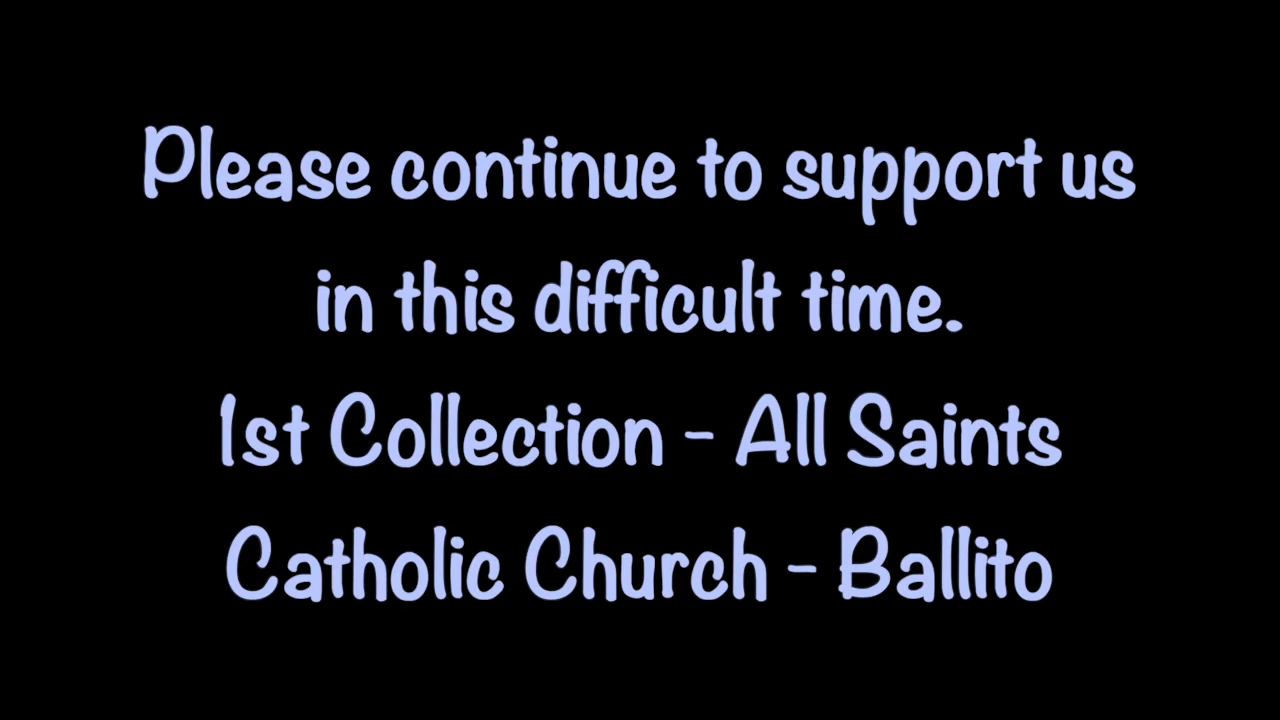 Please continue to support us
in this difficult time.
1st Collection - All Saints
Catholic Church - Ballito